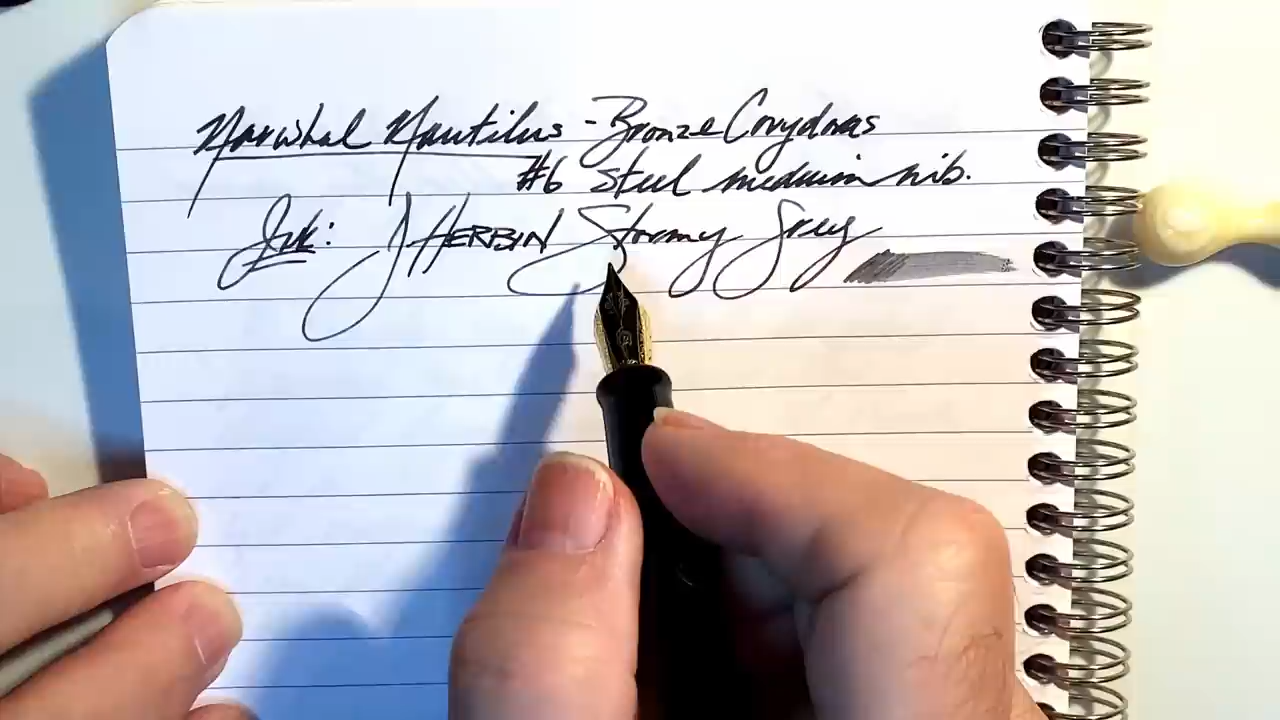 Narwhal Nautilus - Bronze Corydoras
#6 Steel medium nib.
Ink: J HERBIN Stormy Grey